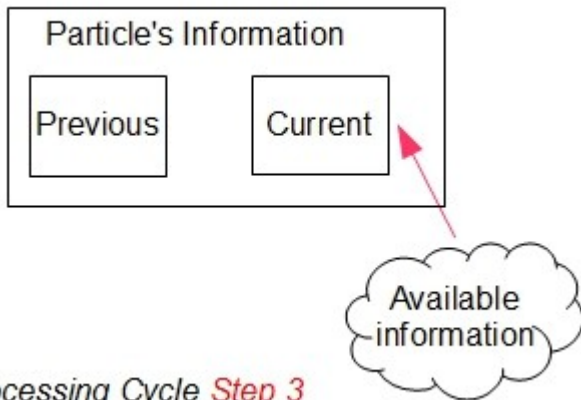 Particle's Information
Previous
Current
Available
information
Cycle Step 3